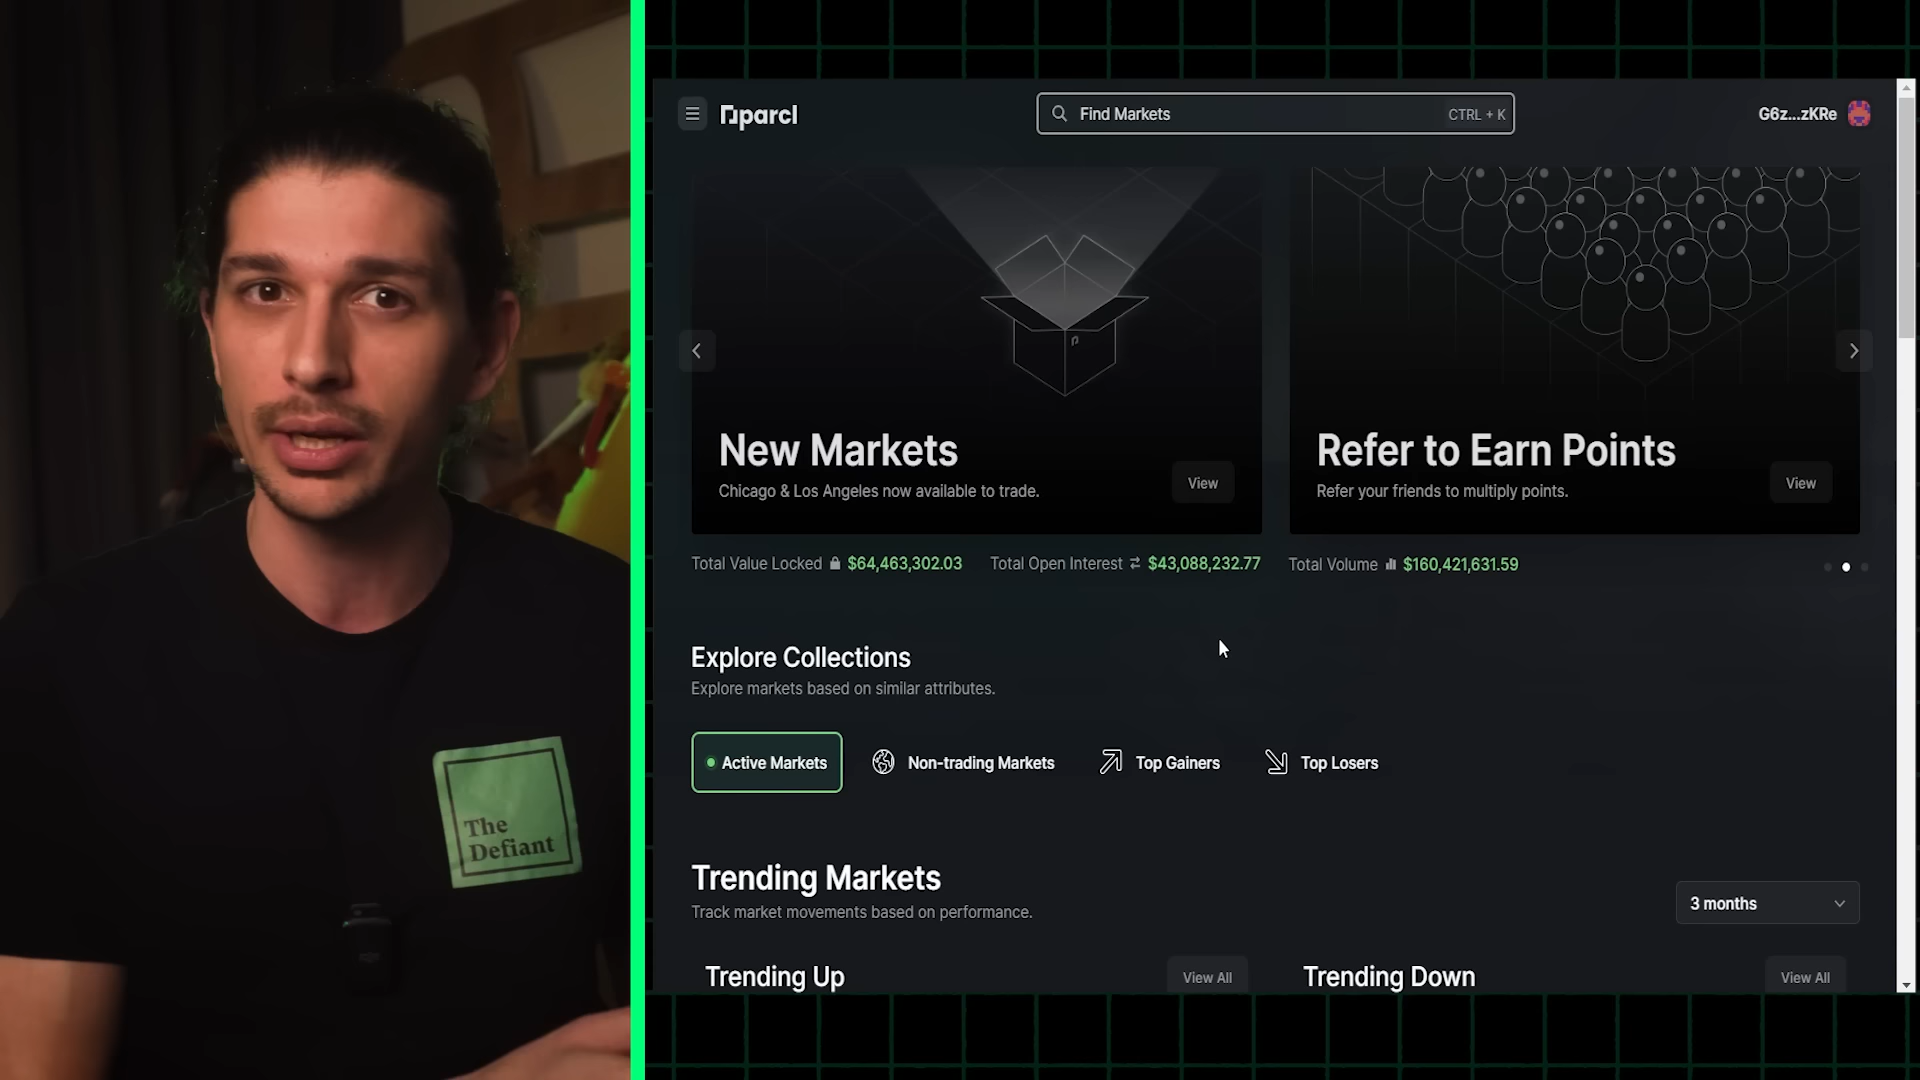 The
Defiant
parcl
Find Markets
CTRL + K
G6z...zKRe
New Markets
Chicago & Los Angeles now available to trade.
View
Refer to Earn Points
Refer your friends to multiply points.
View
Total Value Locked $64,463,302.03
Total Open Interest $43,088,232.77
Total Volume $160,421,631.59
Explore Collections
Explore markets based on similar attributes.
Active Markets
Non-trading Markets
Top Gainers
Top Losers
Trending Markets
Track market movements based on performance.
3 months
Trending Up
View All
Trending Down
View All